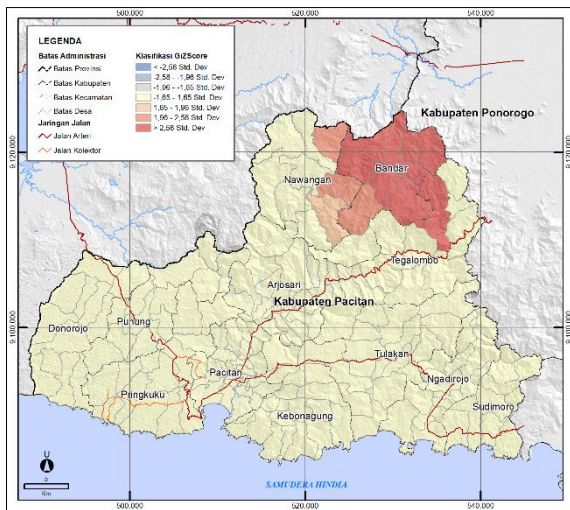 500.000
520.000
540.000
LEGENDA
Batas Administrasi
Batas Provinsi
Batas Kabupaten
Batas Kecamatan
Batas Desa
Jaringan Jalan
Jalan Arteri
Jalan Kolektor
Klasifikasi GiZScore
< -2,58 Std. Dev
-2,58 - -1,96 Std. Dev
-1,96 - -1,65 Std. Dev
-1,65 - 1,65 Std. Dev
1,65 - 1,96 Std. Dev
1,96 - 2,58 Std. Dev
> 2,58 Std. Dev
Kabupaten Ponorogo
9.120.000
9.120.000
Bandar
Nawangan
Tegalombo
Arjosari
Kabupaten Pacitan
9.100.000
9.100.000
Donorojo
Punung
Tulakan
Pacitan
Ngadirojo
Pringkuku
Sudimoro
Kebonagung
U
Km
SAMUDERA HINDIA
500.000
520.000
540.000